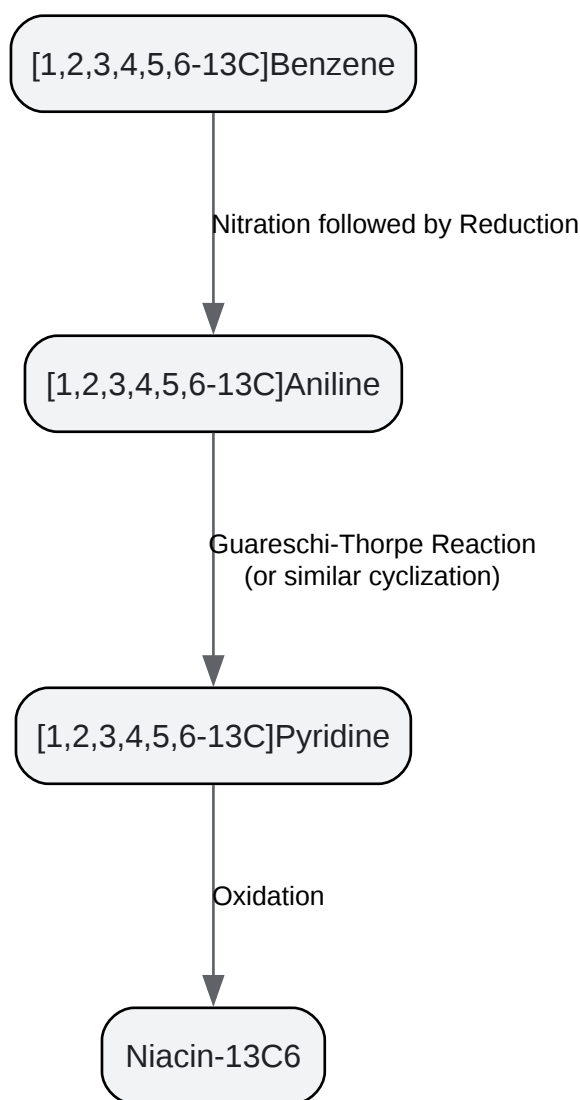 [1,2,3,4,5,6-13C]Benzene
Nitration followed by Reduction
[1,2,3,4,5,6-13C]Aniline
Guareschi-Thorpe Reaction
(or similar cyclization)
[1,2,3,4,5,6-13C]Pyridine
Oxidation
Niacin-13C6